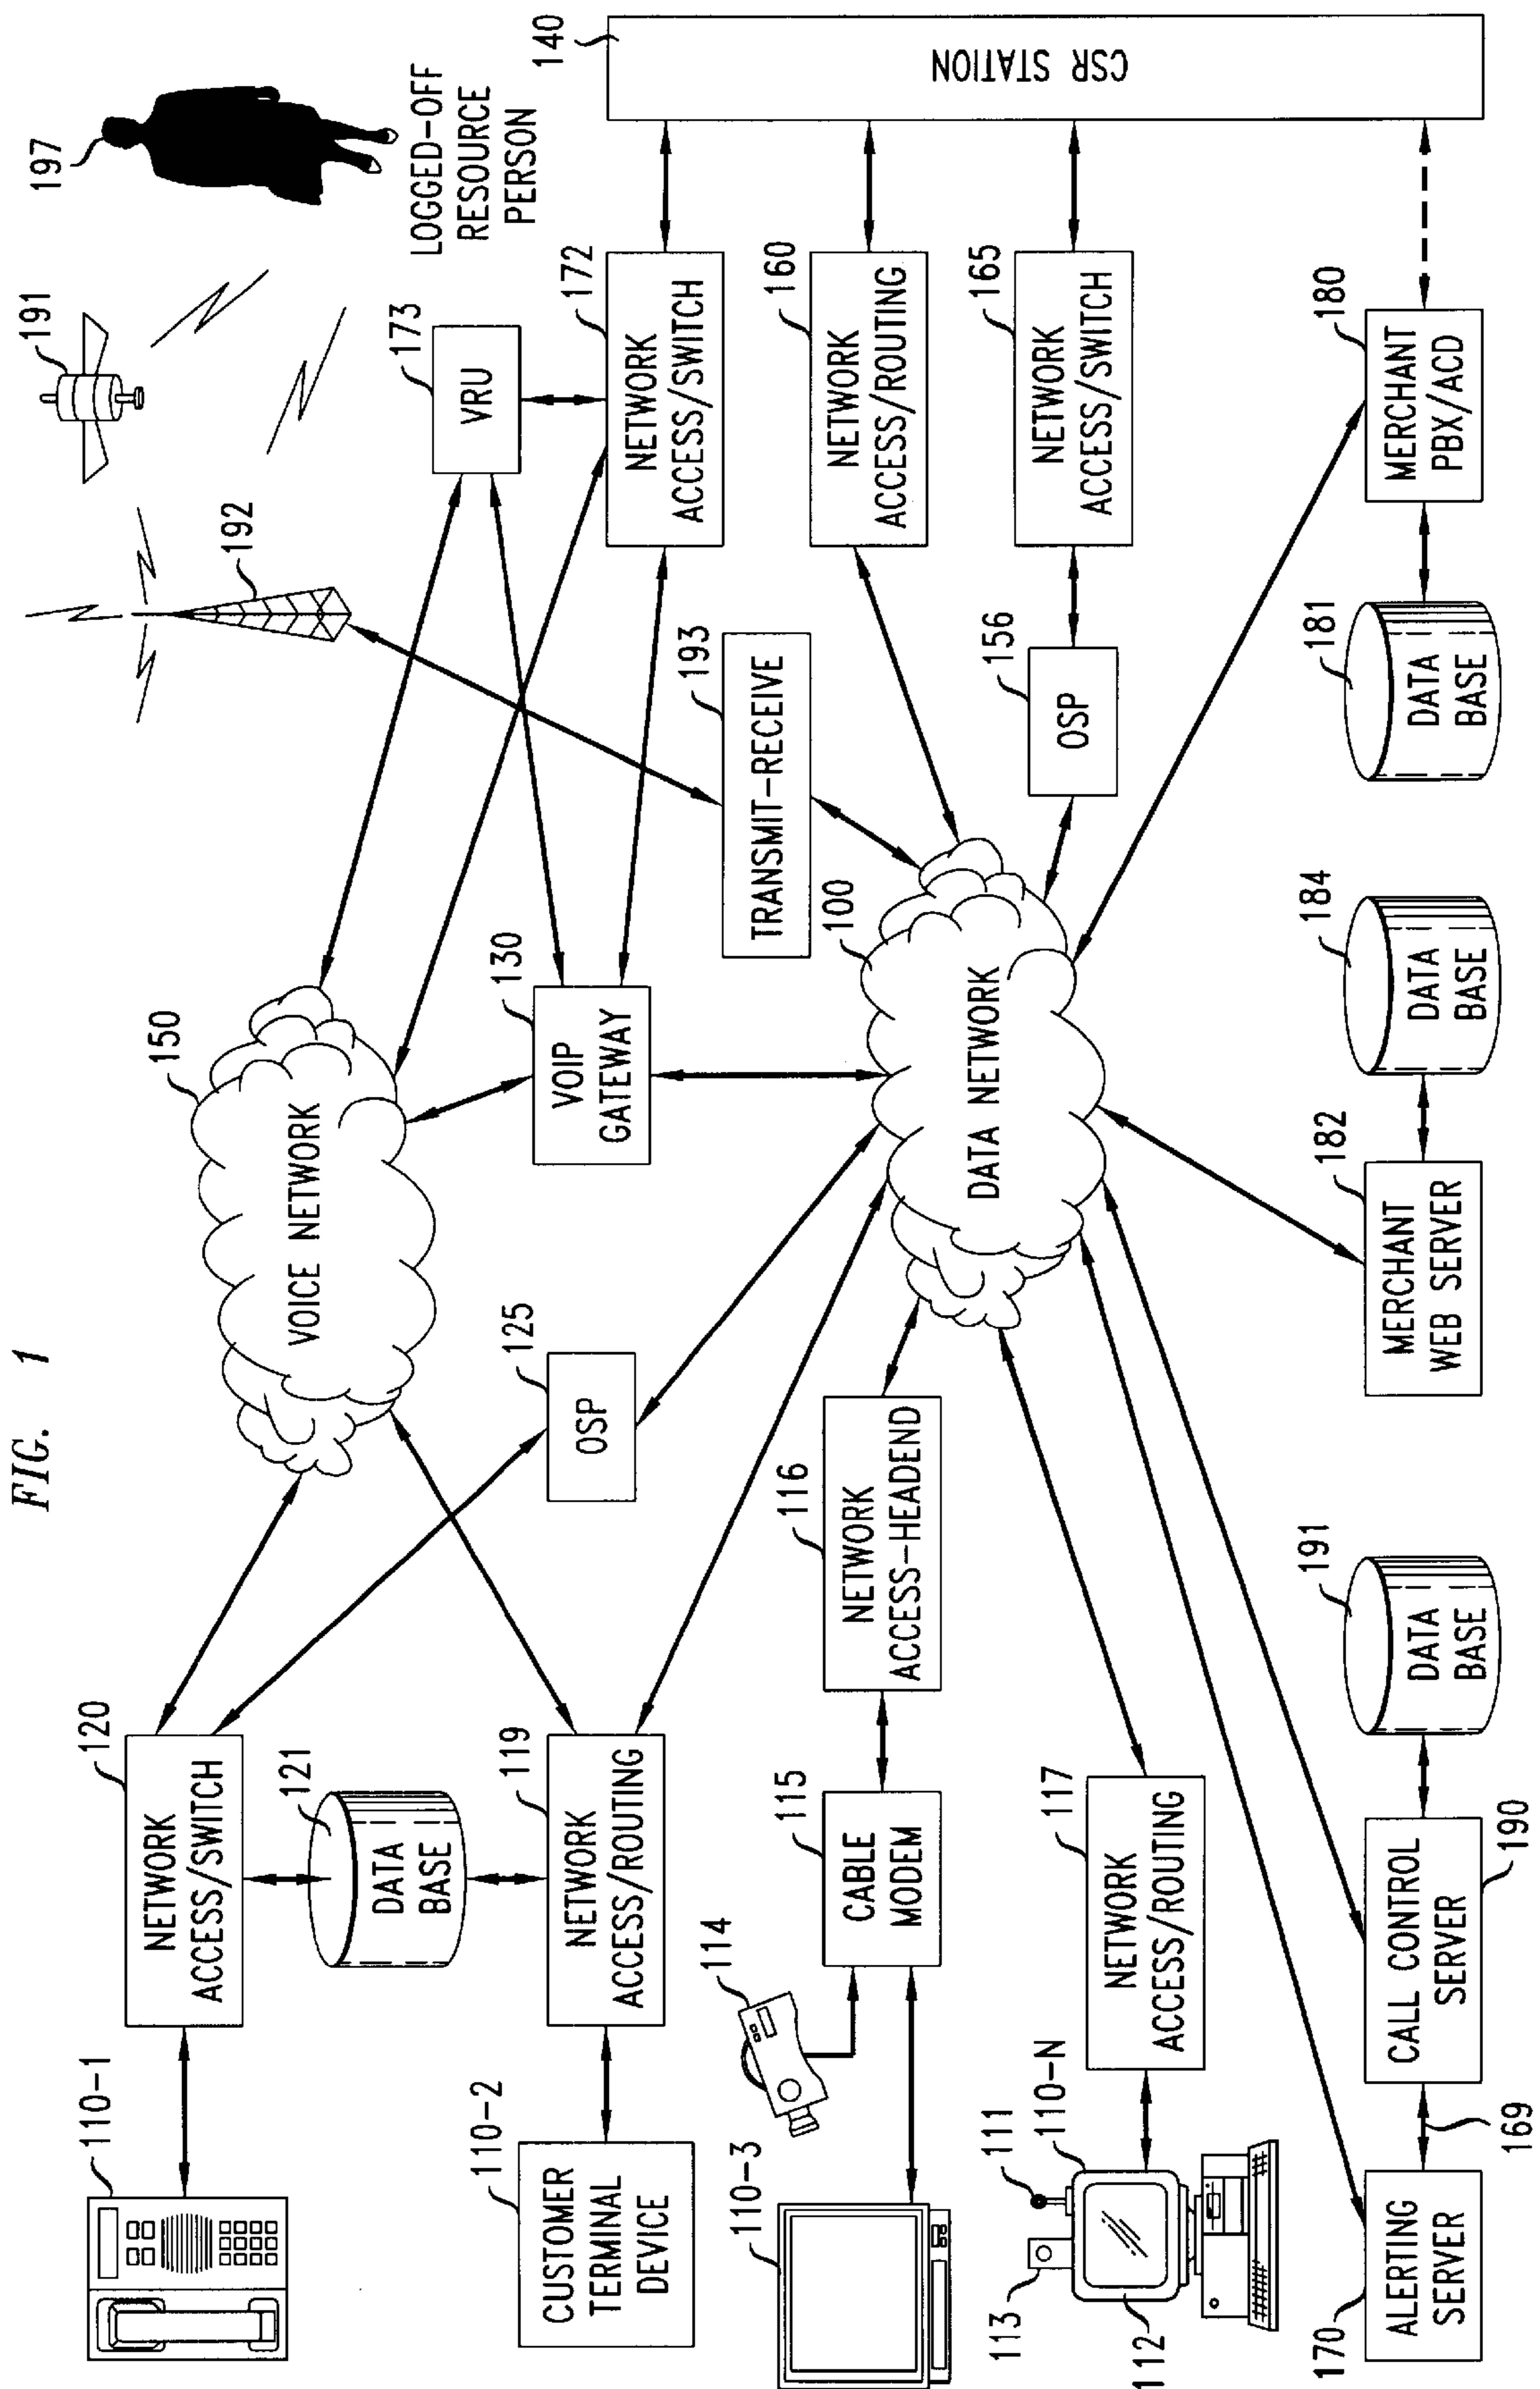 FIG. 1
110-1
120
NETWORK
ACCESS/SWITCH
121
DATA
BASE
150
VOICE NETWORK
192
191
197
LOGGED-OFF
RESOURCE
PERSON
110-2
CUSTOMER
TERMINAL
DEVICE
119
NETWORK
ACCESS/ROUTING
125
OSP
130
VOIP
GATEWAY
173
VRU
172
NETWORK
ACCESS/SWITCH
140
CSR STATION
193
TRANSMIT-RECEIVE
110-3
114
115
CABLE
MODEM
116
NETWORK
ACCESS-HEADEND
100
DATA NETWORK
160
NETWORK
ACCESS/ROUTING
156
OSP
165
NETWORK
ACCESS/SWITCH
113
111
110-N
112
117
NETWORK
ACCESS/ROUTING
170
ALERTING
SERVER
169
CALL CONTROL
SERVER
190
191
DATA
BASE
182
MERCHANT
WEB SERVER
184
DATA
BASE
181
DATA
BASE
180
MERCHANT
PBX/ACD